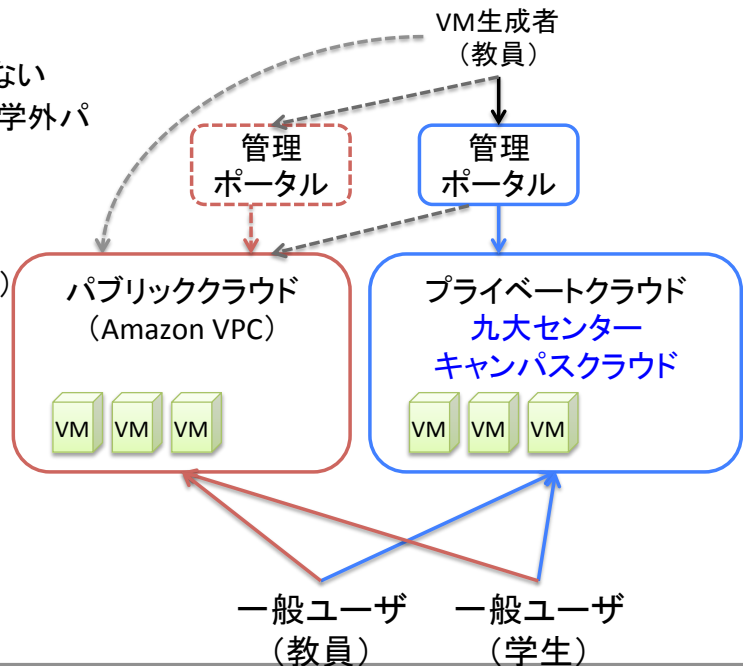 VM生成者
（教員）
ない
学外パ
管理
ポータル
管理
ポータル
）
パブリッククラウド
（Amazon VPC）
VM
VM
VM
プライベートクラウド
九大センター
キャンパスクラウド
VM
VM
VM
一般ユーザ
（教員）
一般ユーザ
（学生）